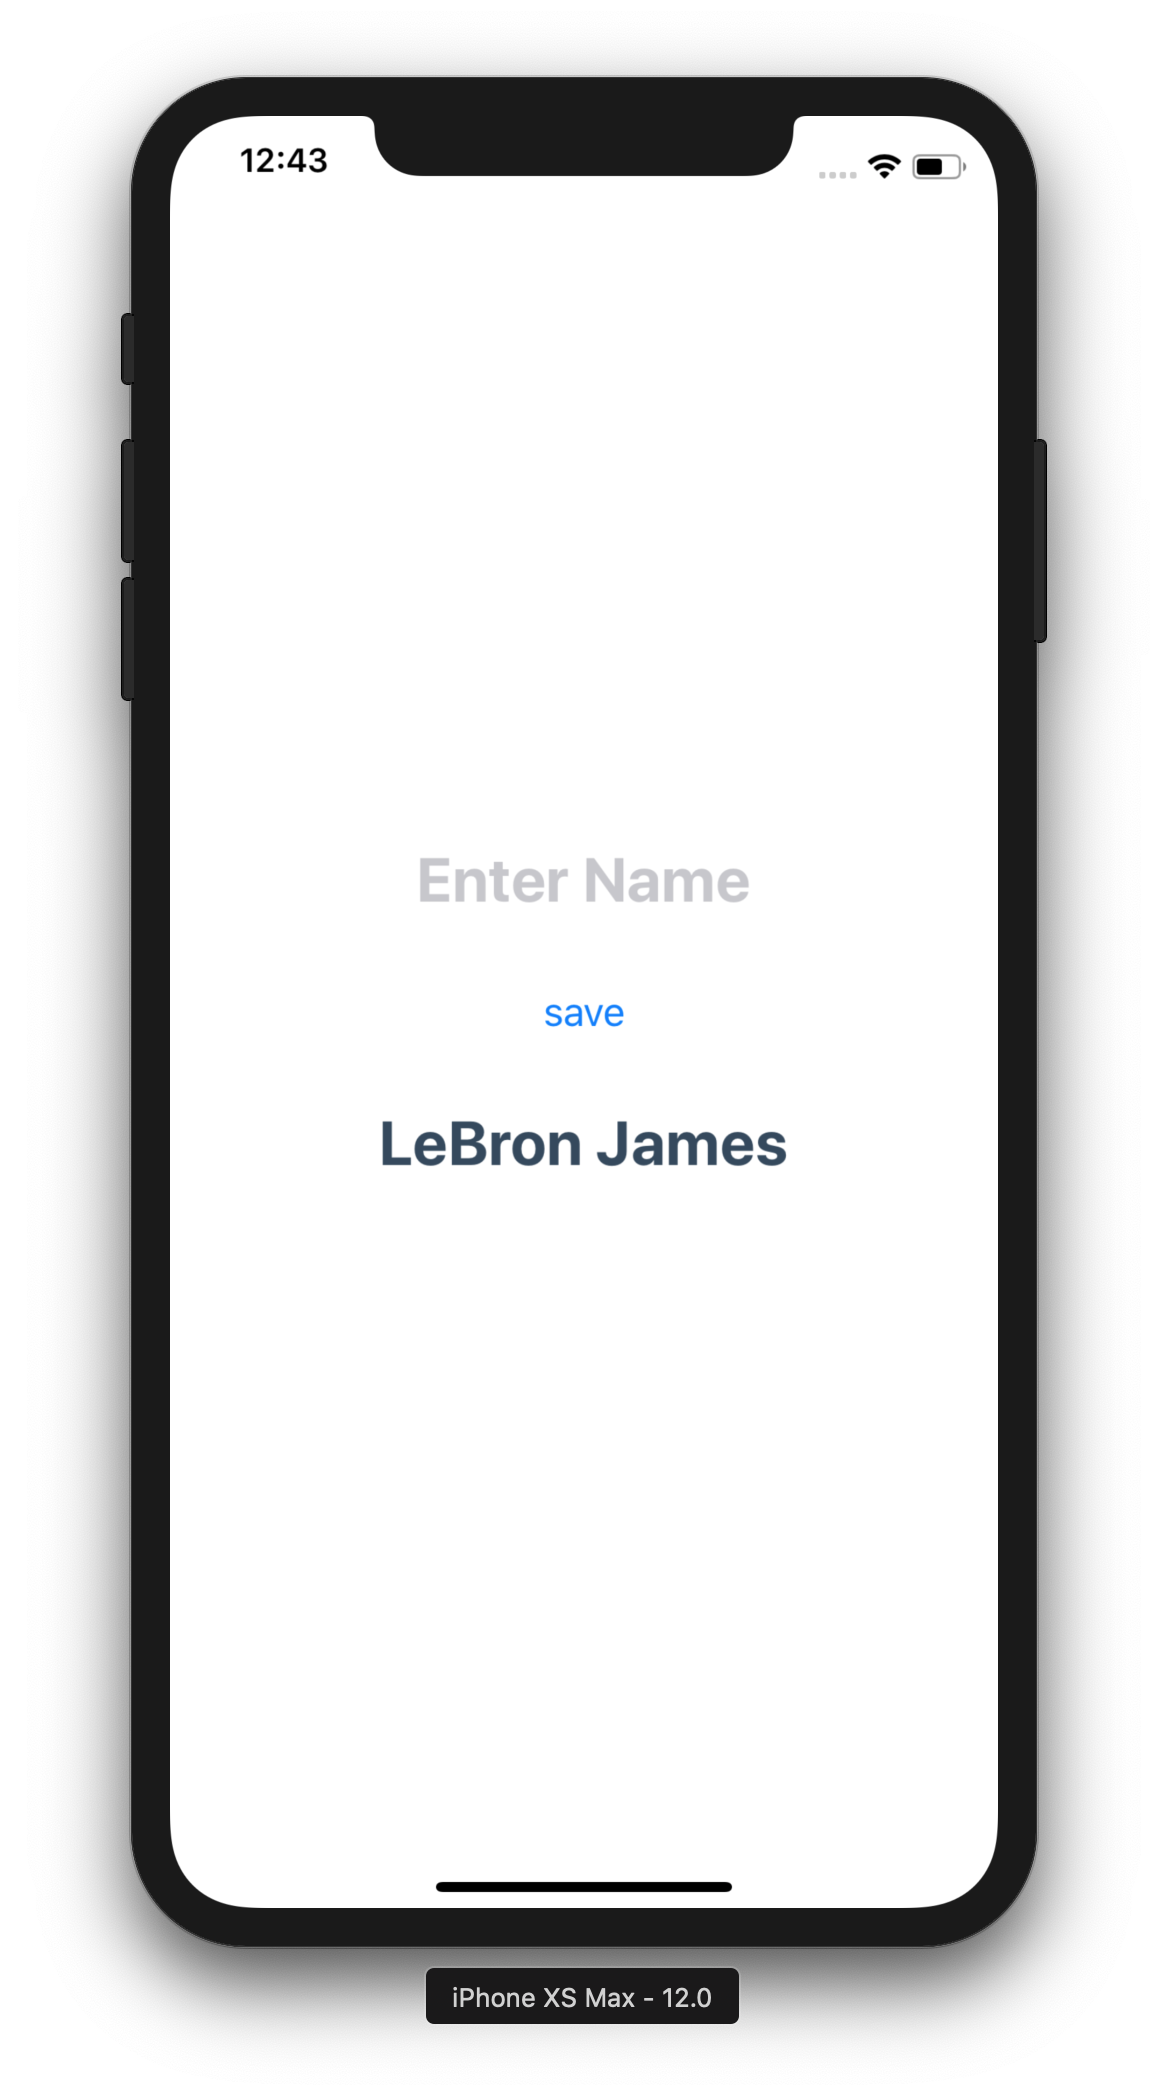 12:43
Enter Name
save
LeBron James
iPhone XS Max - 12.0